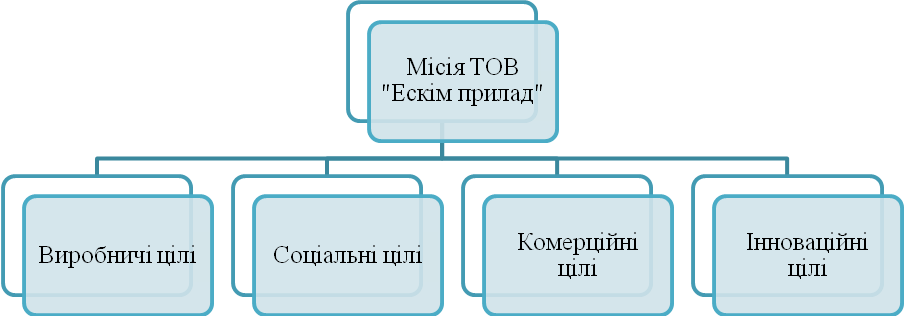 Місія ТОВ
"Ескім прилад"
Виробничі цілі
Соціальні цілі
Комерційні
цілі
Інноваційні
цілі